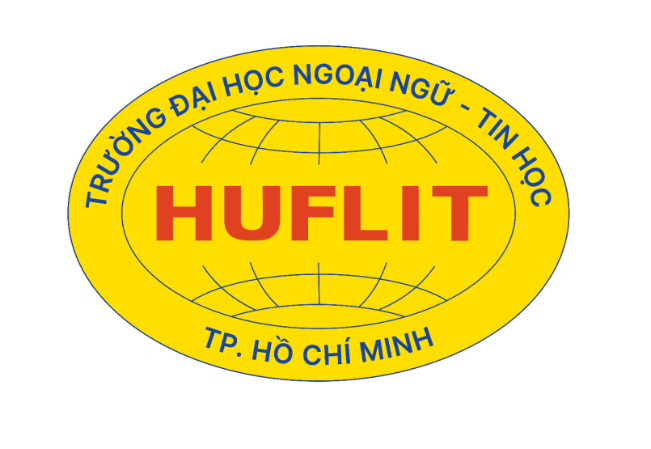 TRƯỜNG ĐẠI HỌC NGOẠI NGỮ - TIN HỌC
HUFLIT
TP. HỒ CHÍ MINH